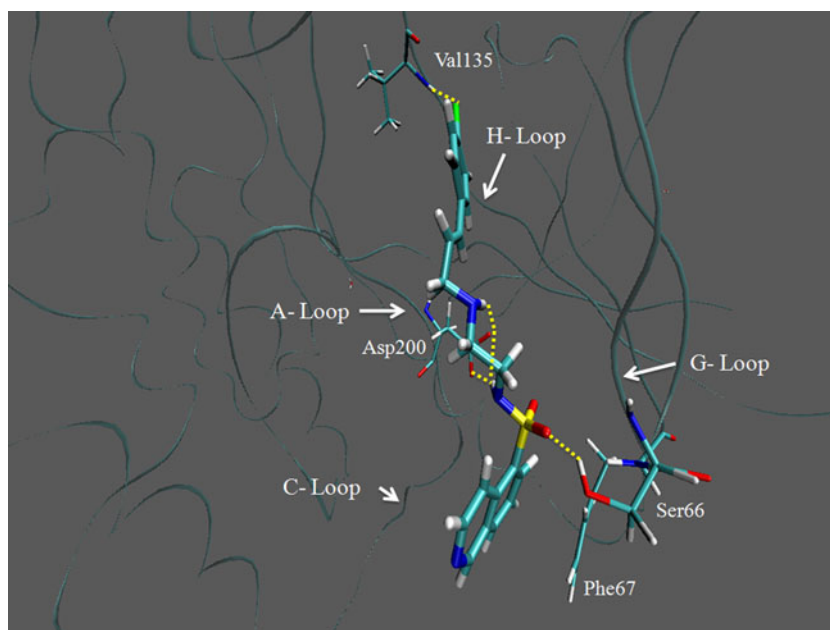 Val135
H- Loop
A- Loop
Asp200
G- Loop
C- Loop
Ser66
Phe67